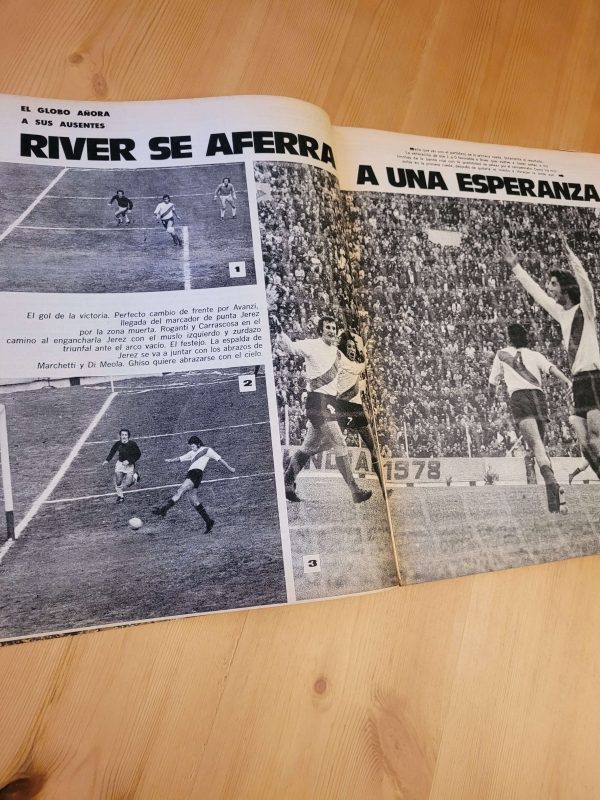 EL GLOBO AÑORA
A SUS AUSENTES
RIVER SE AFERRA
A UNA ESPERANZA
1
El gol de la victoria. Perfecto cambio de frente por Avanzi,
llegada del marcador de punta Jerez
por la zona muerta. Roganti y Carrascosa en el
camino al engancharla Jerez con el muslo izquierdo y zurdazo
triunfal ante el arco vacío. El festejo. La espalda de
Jerez se va a juntar con los abrazos de
Marchetti y Di Meola. Ghiso quiere abrazarse con el cielo.
2
1978
3